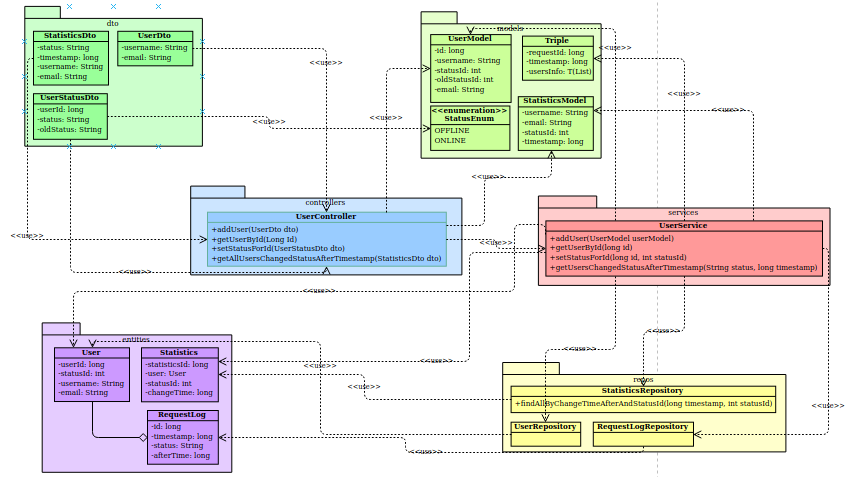 dto
StatisticsDto
-status: String
-timestamp: long
-username: String
-email: String
UserDto
-username: String
-email: String
UserStatusDto
-userId: long
-status: String
-oldStatus: String
models
UserModel
-id: long
-username: String
-statusId: int
-oldStatusId: int
-email: String
Triple
-requestId: long
-timestamp: long
-usersInfo: T(List)
<<enumeration>>
StatusEnum
OFFLINE
ONLINE
StatisticsModel
-username: String
-email: String
-statusId: int
-timestamp: long
<<use>>
<<use>>
<<use>>
<<use>>
<<use>>
<<use>>
<<use>>
controllers
UserController
+addUser(UserDto dto)
+getUserById(Long Id)
+setStatusForId(UserStatusDto dto)
+getAllUsersChangedStatusAfterTimestamp(StatisticsDto dto)
services
UserService
+addUser(UserModel userModel)
+getUserById(long id)
+setStatusForId(long id, int statusId)
+getUsersChangedStatusAfterTimestamp(String status, long timestamp)
<<use>>
<<use>>
<<use>>
<<use>>
<<use>>
entities
User
-userId: long
-statusId: int
-username: String
-email: String
Statistics
-statisticsId: long
-user: User
-statusId: int
-changeTime: long
RequestLog
-id: long
-timestamp: long
-status: String
-afterTime: long
<<use>>
<<use>>
<<use>>
<<use>>
<<use>>
<<use>>
repos
StatisticsRepository
+findAllByChangeTimeAfterAndStatusId(long timestamp, int statusId)
UserRepository
RequestLogRepository
<<use>>